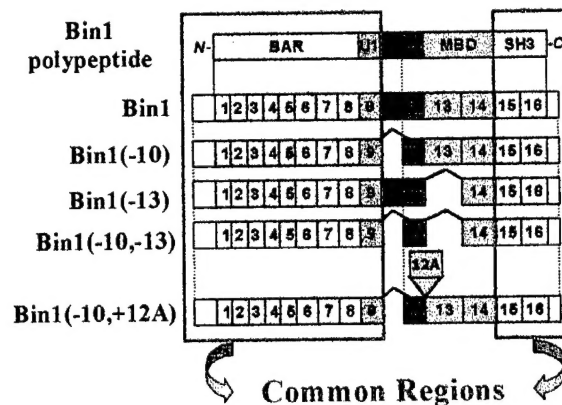 Bin1
polypeptide
N- BAR U1 MBD SH3 -C
Bin1 1 2 3 4 5 6 7 8 9 13 14 15 16
Bin1(-10) 1 2 3 4 5 6 7 8 9 13 14 15 16
Bin1(-13) 1 2 3 4 5 6 7 8 9 14 15 16
Bin1(-10,-13) 1 2 3 4 5 6 7 8 9 14 15 16
12A
Bin1(-10,+12A) 1 2 3 4 5 6 7 8 9 13 14 15 16
Common Regions